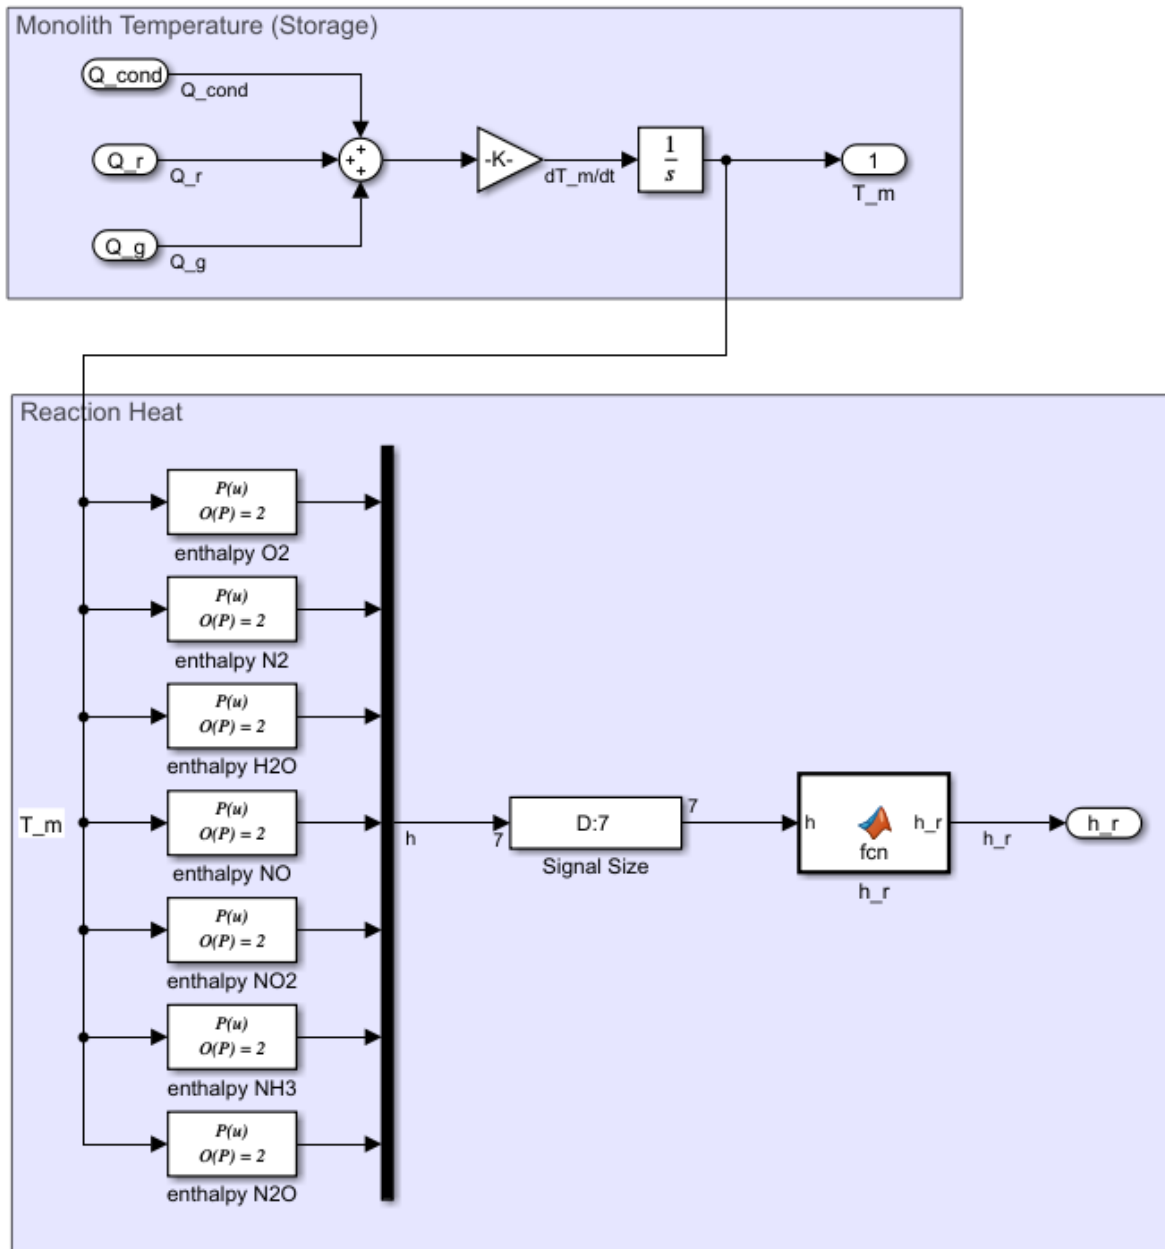 Monolith Temperature (Storage)
Q_cond
Q_cond
Q_r
Q_r
Q_g
Q_g
+
+
+
-K-
dT_m/dt
1
s
1
T_m
Reaction Heat
T_m
P(u)
O(P) = 2
enthalpy O2
P(u)
O(P) = 2
enthalpy N2
P(u)
O(P) = 2
enthalpy H2O
P(u)
O(P) = 2
enthalpy NO
P(u)
O(P) = 2
enthalpy NO2
P(u)
O(P) = 2
enthalpy NH3
P(u)
O(P) = 2
enthalpy N2O
h
7
D:7
Signal Size
7
h
fcn
h_r
h_r
h_r
h_r